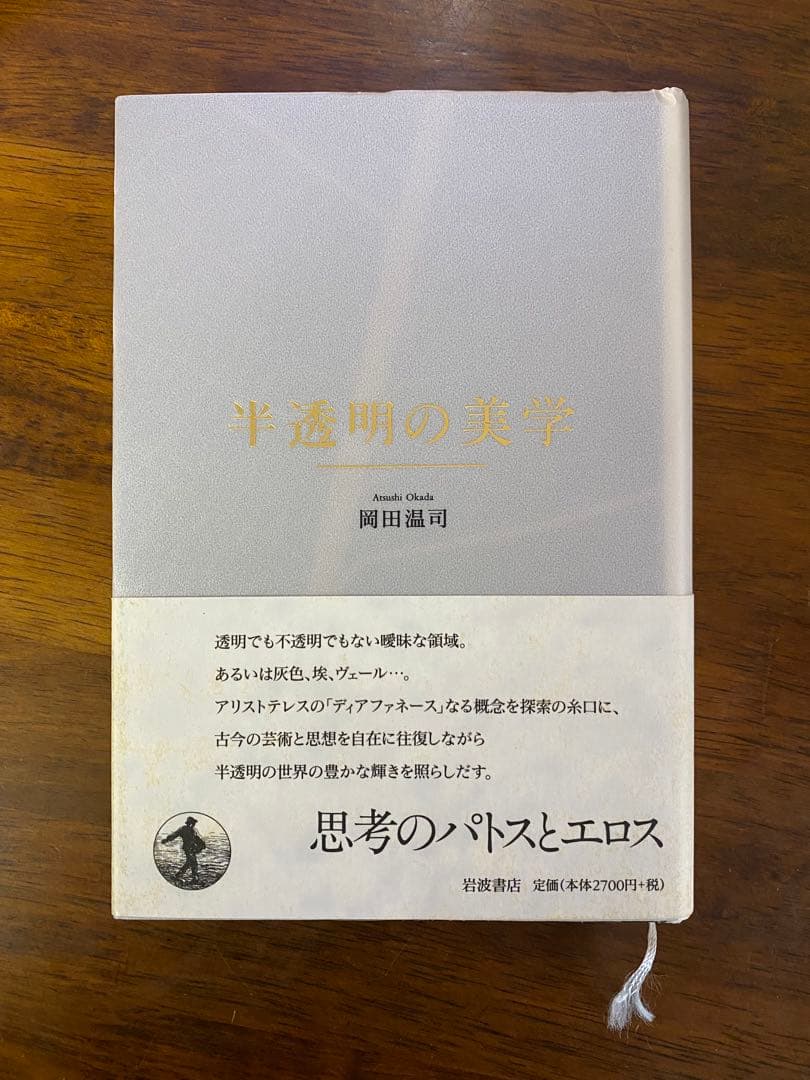 半透明の美学
Atsushi Okada
岡田温司
透明でも不透明でもない曖昧な領域。
あるいは灰色、埃、ヴェール…。
アリストテレスの「ディアファネース」なる概念を探索の糸口に、
古今の芸術と思想を自在に往復しながら
半透明の世界の豊かな輝きを照らしだす。
思考のパトスとエロス
岩波書店 定価(本体2700円+税)